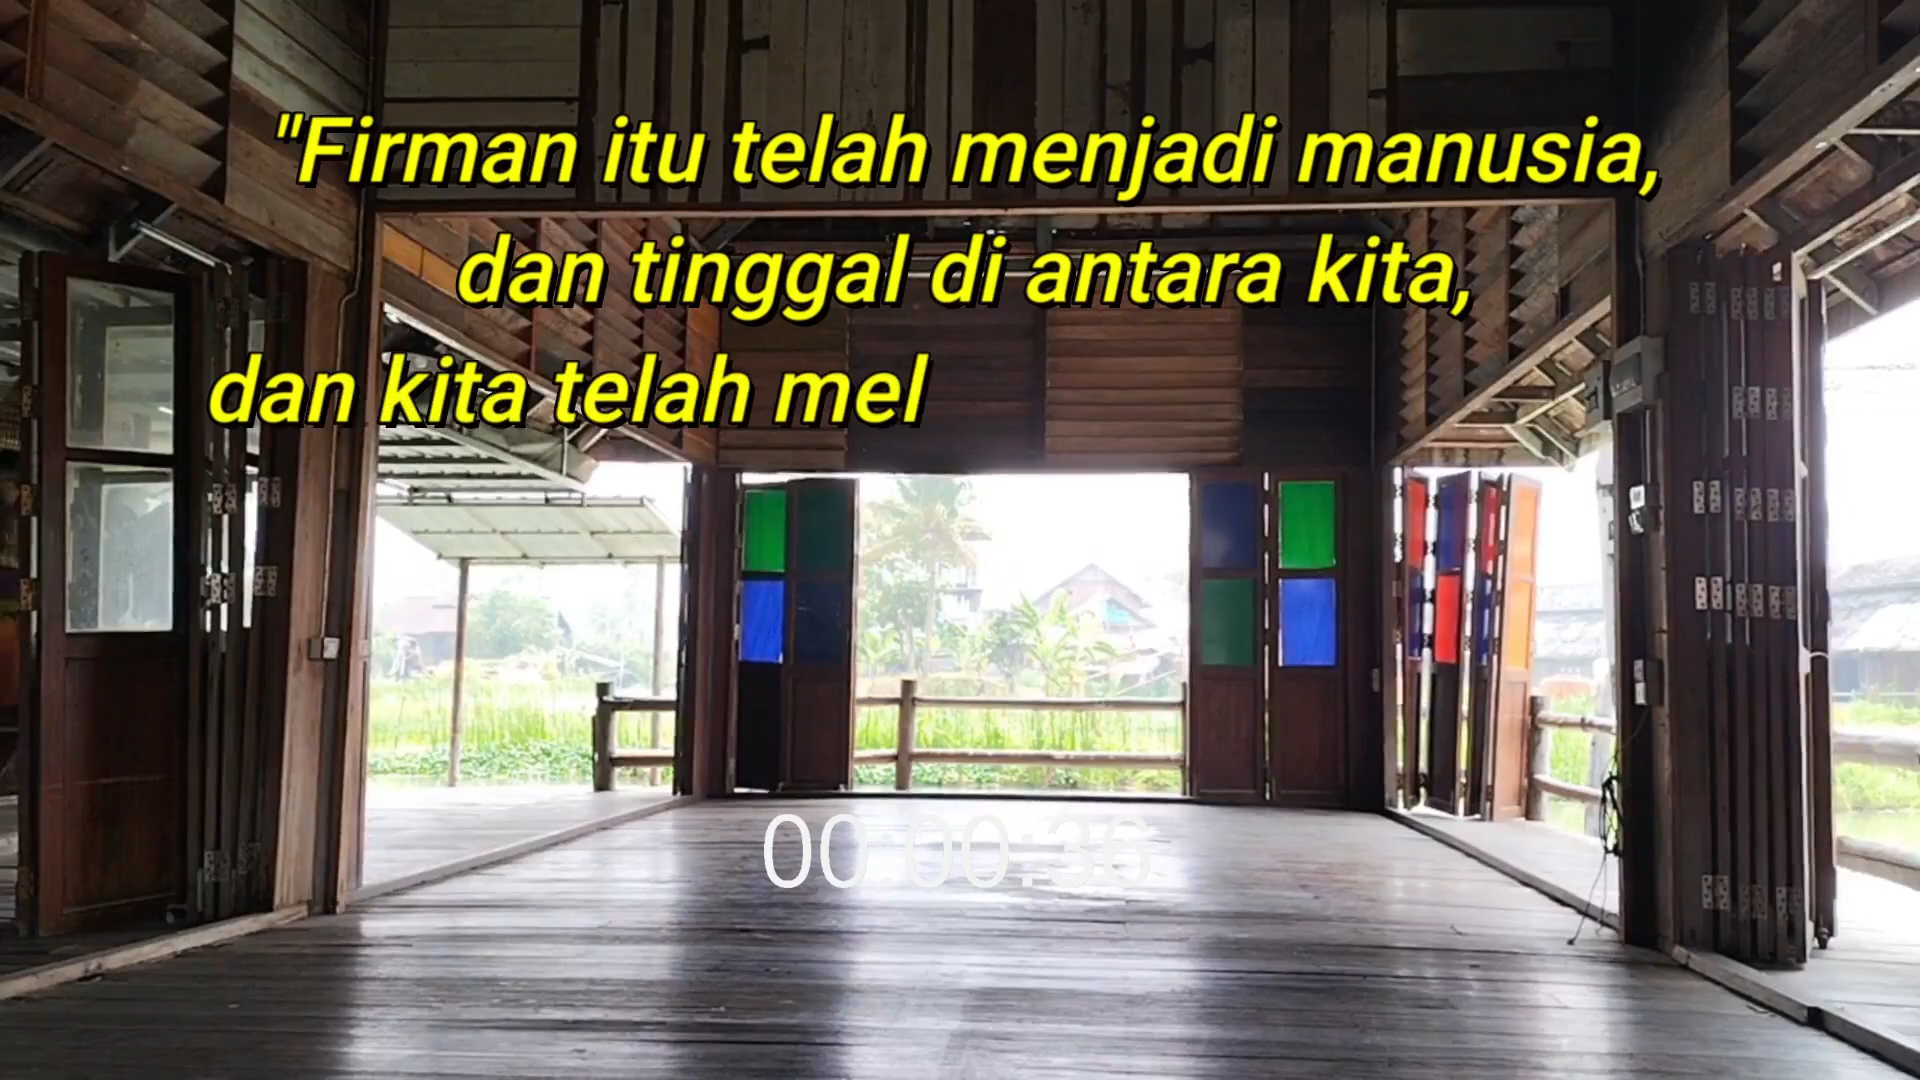 "Firman itu telah menjadi manusia,
dan tinggal di antara kita,
dan kita telah mel
00:00:36